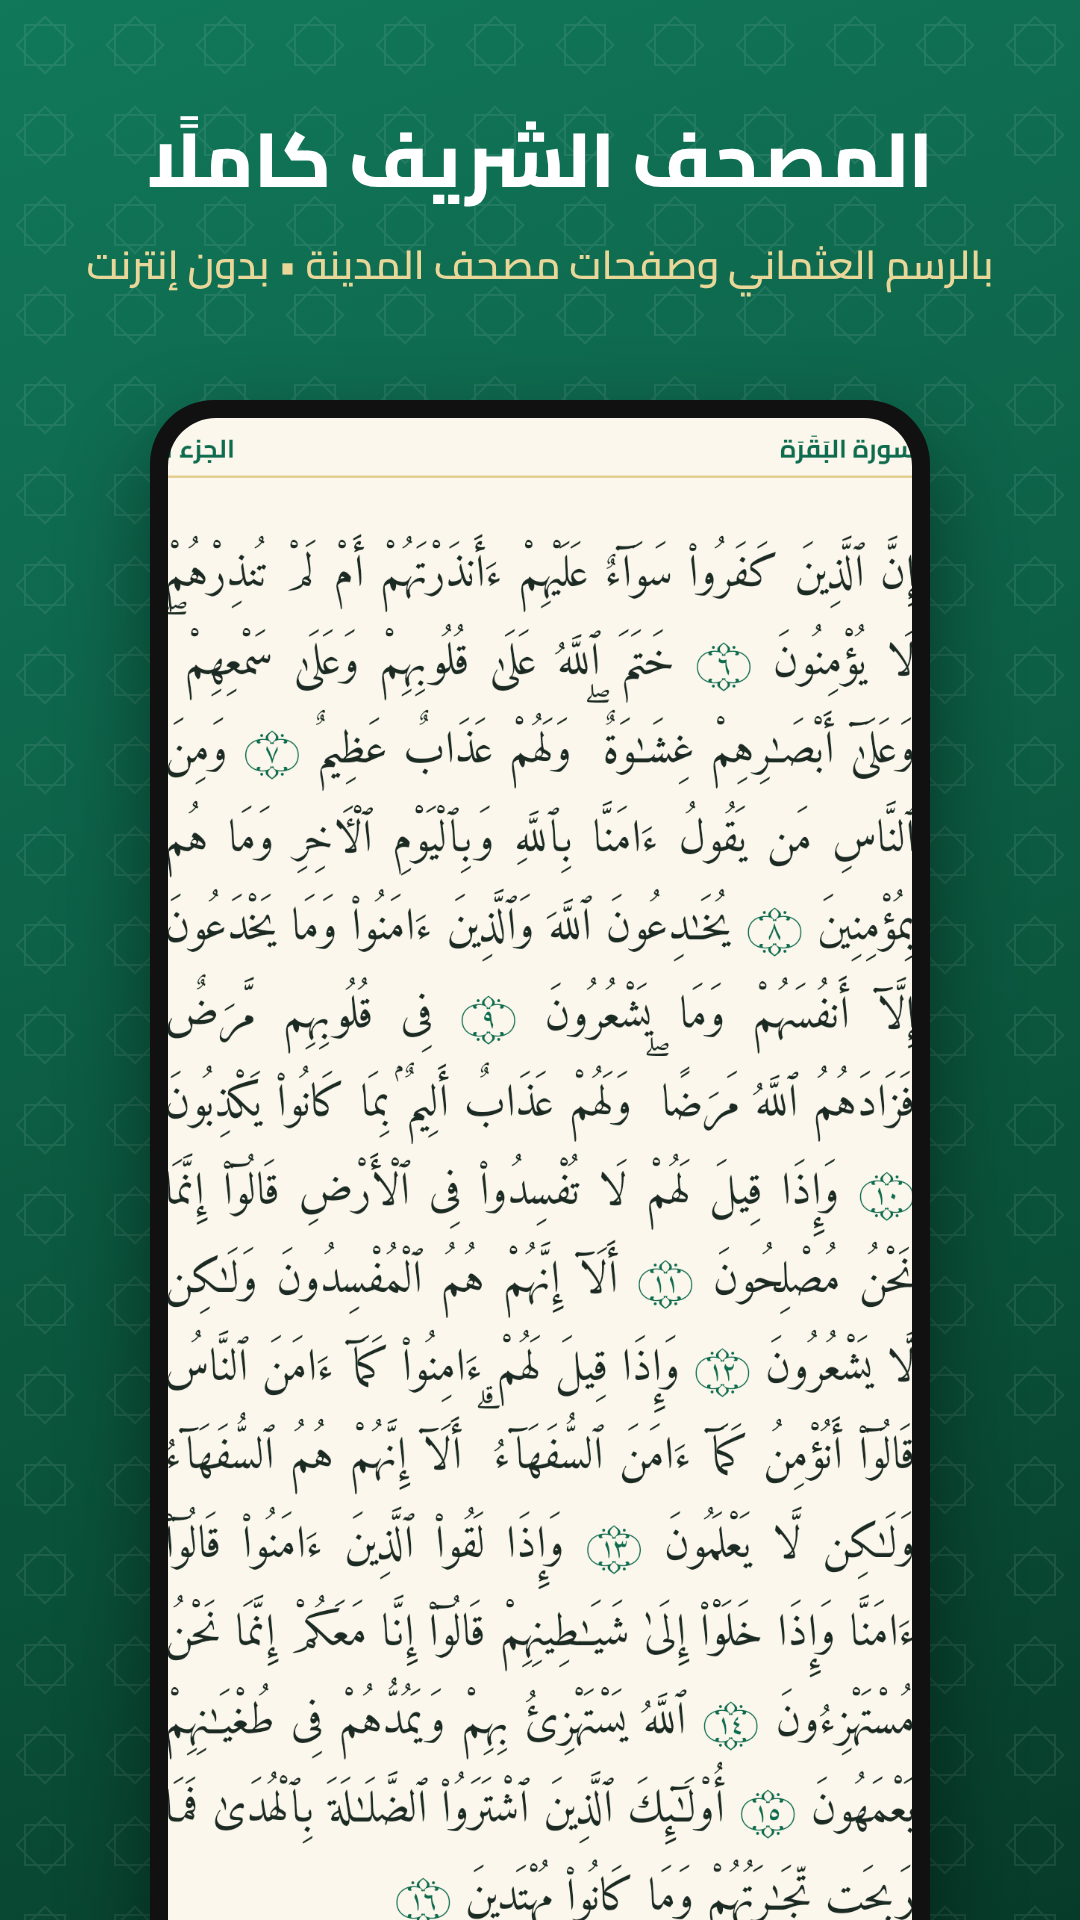 المصحف الشريف كاملًا
بالرسم العثماني وصفحات مصحف المدينة ▪ بدون إنترنت
سورة البَقَرَة
الجزء
إِنَّ ٱلَّذِينَ كَفَرُوا۟ سَوَآءٌ عَلَيْهِمْ ءَأَنذَرْتَهُمْ أَمْ لَمْ تُنذِرْهُمْ
لَا يُؤْمِنُونَ ٦ خَتَمَ ٱللَّهُ عَلَىٰ قُلُوبِهِمْ وَعَلَىٰ سَمْعِهِمْ ۖ
وَعَلَىٰٓ أَبْصَـٰرِهِمْ غِشَـٰوَةٌ ۖ وَلَهُمْ عَذَابٌ عَظِيمٌ ٧ وَمِنَ
ٱلنَّاسِ مَن يَقُولُ ءَامَنَّا بِٱللَّهِ وَبِٱلْيَوْمِ ٱلْـَٔاخِرِ وَمَا هُم
بِمُؤْمِنِينَ ٨ يُخَـٰدِعُونَ ٱللَّهَ وَٱلَّذِينَ ءَامَنُوا۟ وَمَا يَخْدَعُونَ
إِلَّآ أَنفُسَهُمْ وَمَا يَشْعُرُونَ ٩ فِى قُلُوبِهِم مَّرَضٌ
فَزَادَهُمُ ٱللَّهُ مَرَضًا ۖ وَلَهُمْ عَذَابٌ أَلِيمٌۢ بِمَا كَانُوا۟ يَكْذِبُونَ
١٠ وَإِذَا قِيلَ لَهُمْ لَا تُفْسِدُوا۟ فِى ٱلْأَرْضِ قَالُوٓا۟ إِنَّمَا
نَحْنُ مُصْلِحُونَ ١١ أَلَآ إِنَّهُمْ هُمُ ٱلْمُفْسِدُونَ وَلَـٰكِن
لَّا يَشْعُرُونَ ١٢ وَإِذَا قِيلَ لَهُمْ ءَامِنُوا۟ كَمَآ ءَامَنَ ٱلنَّاسُ
قَالُوٓا۟ أَنُؤْمِنُ كَمَآ ءَامَنَ ٱلسُّفَهَآءُ ۗ أَلَآ إِنَّهُمْ هُمُ ٱلسُّفَهَآءُ
وَلَـٰكِن لَّا يَعْلَمُونَ ١٣ وَإِذَا لَقُوا۟ ٱلَّذِينَ ءَامَنُوا۟ قَالُوٓا۟
ءَامَنَّا وَإِذَا خَلَوْا۟ إِلَىٰ شَيَـٰطِينِهِمْ قَالُوٓا۟ إِنَّا مَعَكُمْ إِنَّمَا نَحْنُ
مُسْتَهْزِءُونَ ١٤ ٱللَّهُ يَسْتَهْزِئُ بِهِمْ وَيَمُدُّهُمْ فِى طُغْيَـٰنِهِمْ
يَعْمَهُونَ ١٥ أُو۟لَـٰٓئِكَ ٱلَّذِينَ ٱشْتَرَوُا۟ ٱلضَّلَـٰلَةَ بِٱلْهُدَىٰ فَمَا
رَبِحَت تِّجَـٰرَتُهُمْ وَمَا كَانُوا۟ مُهْتَدِينَ ١٦